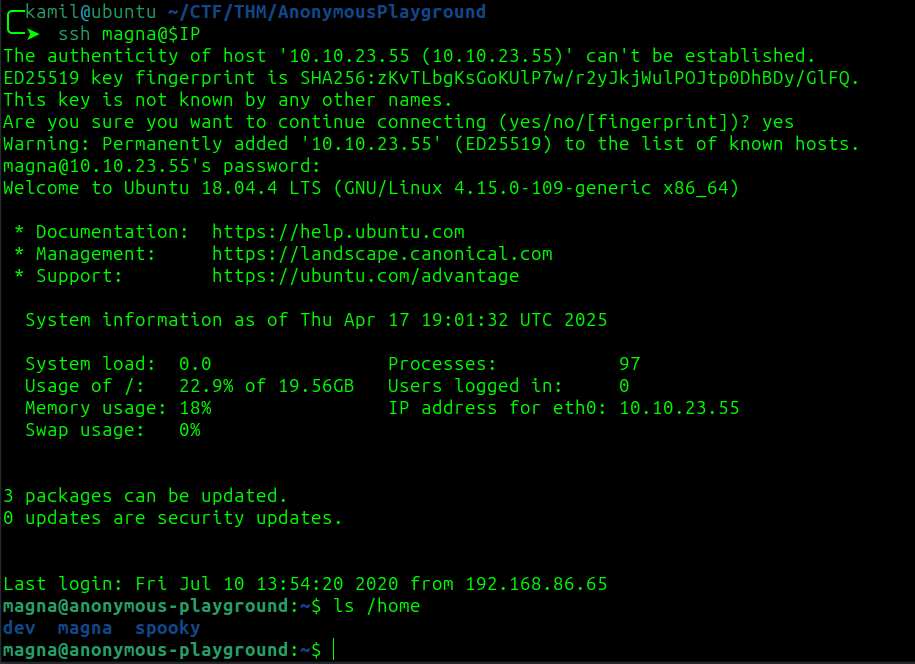 kamil@ubuntu ~/CTF/THM/AnonymousPlayground
ssh magna@$IP
The authenticity of host '10.10.23.55 (10.10.23.55)' can't be established.
ED25519 key fingerprint is SHA256:zKvTLbgKsGoKUlP7w/r2yJkjWulPOJtp0DhBDy/GlFQ.
This key is not known by any other names.
Are you sure you want to continue connecting (yes/no/[fingerprint])? yes
Warning: Permanently added '10.10.23.55' (ED25519) to the list of known hosts.
magna@10.10.23.55's password:
Welcome to Ubuntu 18.04.4 LTS (GNU/Linux 4.15.0-109-generic x86_64)
* Documentation:  https://help.ubuntu.com
* Management:     https://landscape.canonical.com
* Support:        https://ubuntu.com/advantage
System information as of Thu Apr 17 19:01:32 UTC 2025
System load:  0.0                Processes:           97
Usage of /:   22.9% of 19.56GB   Users logged in:     0
Memory usage: 18%                IP address for eth0: 10.10.23.55
Swap usage:   0%
3 packages can be updated.
0 updates are security updates.
Last login: Fri Jul 10 13:54:20 2020 from 192.168.86.65
magna@anonymous-playground:~$ ls /home
dev  magna  spooky
magna@anonymous-playground:~$